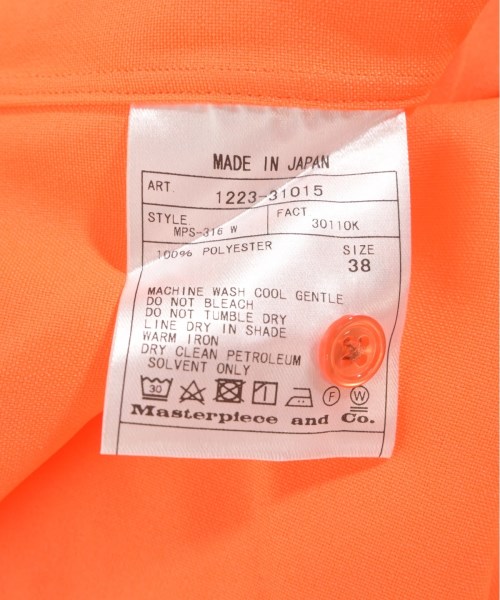 MADE IN JAPAN
ART. 1223-31015
STYLE MPS-316 W FACT 30110K
100% POLYESTER SIZE 38
MACHINE WASH COOL GENTLE
DO NOT BLEACH
DO NOT TUMBLE DRY
LINE DRY IN SHADE
WARM IRON
DRY CLEAN PETROLEUM
SOLVENT ONLY
30 F W
Masterpiece and Co.